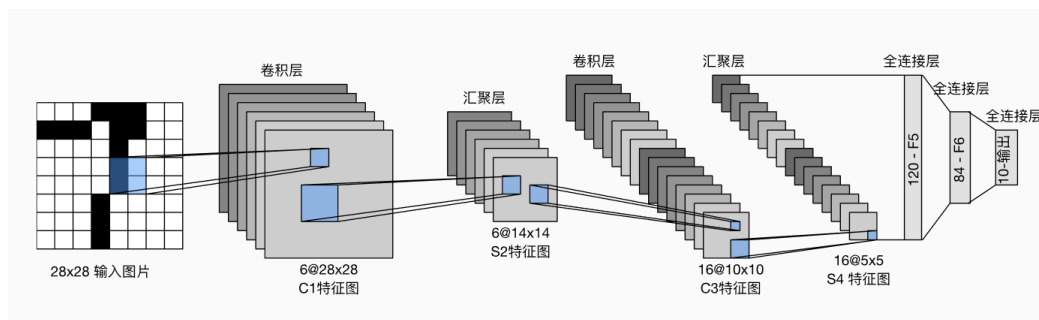 卷积层
汇聚层
卷积层
汇聚层
全连接层
全连接层
全连接层
120 - F5
84 - F6
10-输出
28x28 输入图片
6@28x28
C1特征图
6@14x14
S2特征图
16@10x10
C3特征图
16@5x5
S4 特征图